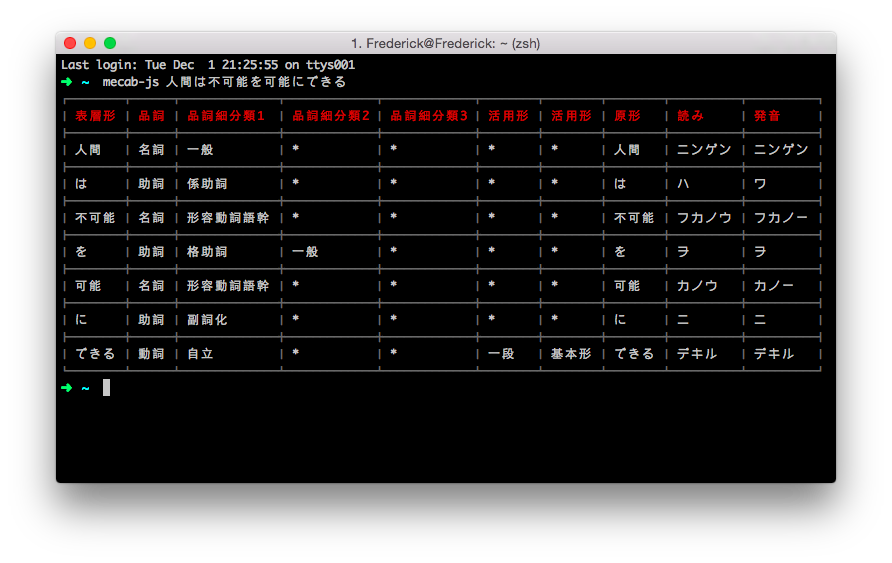 1. Frederick@Frederick: ~ (zsh)
Last login: Tue Dec  1 21:25:55 on ttys001
➜ ~ mecab-js 人間は不可能を可能にできる
表層形 品詞 品詞細分類1 品詞細分類2 品詞細分類3 活用形 活用形 原形 読み 発音
人間 名詞 一般 * * * * 人間 ニンゲン ニンゲン
は 助詞 係助詞 * * * * は ハ ワ
不可能 名詞 形容動詞語幹 * * * * 不可能 フカノウ フカノー
を 助詞 格助詞 一般 * * * を ヲ ヲ
可能 名詞 形容動詞語幹 * * * * 可能 カノウ カノー
に 助詞 副詞化 * * * * に ニ ニ
できる 動詞 自立 * * 一段 基本形 できる デキル デキル
➜ ~